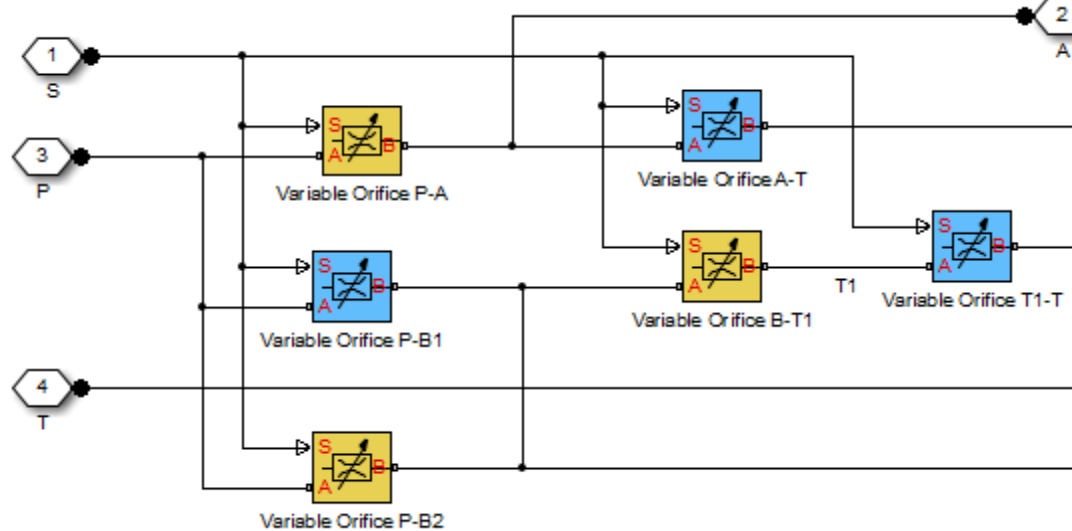 2
A
1
S
S
A
B
Variable Orifice P-A
S
A
B
Variable Orifice A-T
3
P
S
A
B
Variable Orifice P-B1
S
A
B
Variable Orifice B-T1
T1
S
A
B
Variable Orifice T1-T
4
T
S
A
B
Variable Orifice P-B2